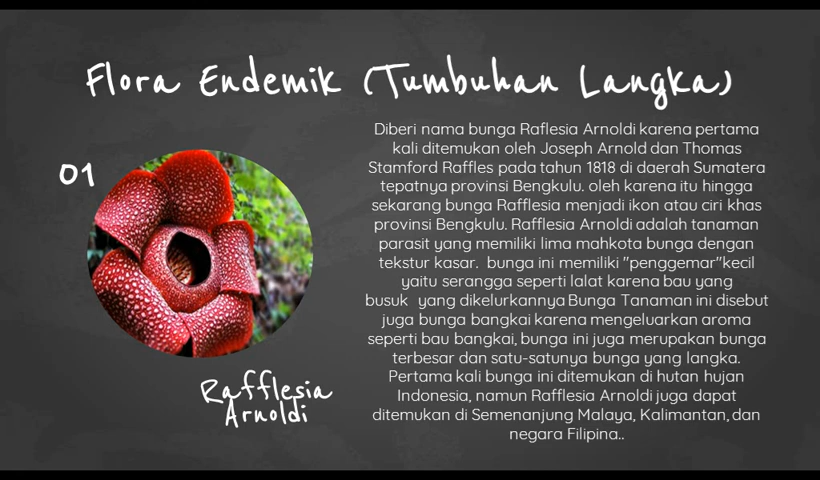 Flora Endemik (Tumbuhan Langka)
01
Rafflesia
Arnoldi
Diberi nama bunga Raflesia Arnoldi karena pertama
kali ditemukan oleh Joseph Arnold dan Thomas
Stamford Raffles pada tahun 1818 di daerah Sumatera
tepatnya provinsi Bengkulu. oleh karena itu hingga
sekarang bunga Rafflesia menjadi ikon atau ciri khas
provinsi Bengkulu. Rafflesia Arnoldi adalah tanaman
parasit yang memiliki lima mahkota bunga dengan
tekstur kasar.  bunga ini memiliki "penggemar"kecil
yaitu serangga seperti lalat karena bau yang
busuk  yang dikelurkannya Bunga Tanaman ini disebut
juga bunga bangkai karena mengeluarkan aroma
seperti bau bangkai, bunga ini juga merupakan bunga
terbesar dan satu-satunya bunga yang langka.
Pertama kali bunga ini ditemukan di hutan hujan
Indonesia, namun Rafflesia Arnoldi juga dapat
ditemukan di Semenanjung Malaya, Kalimantan, dan
negara Filipina..